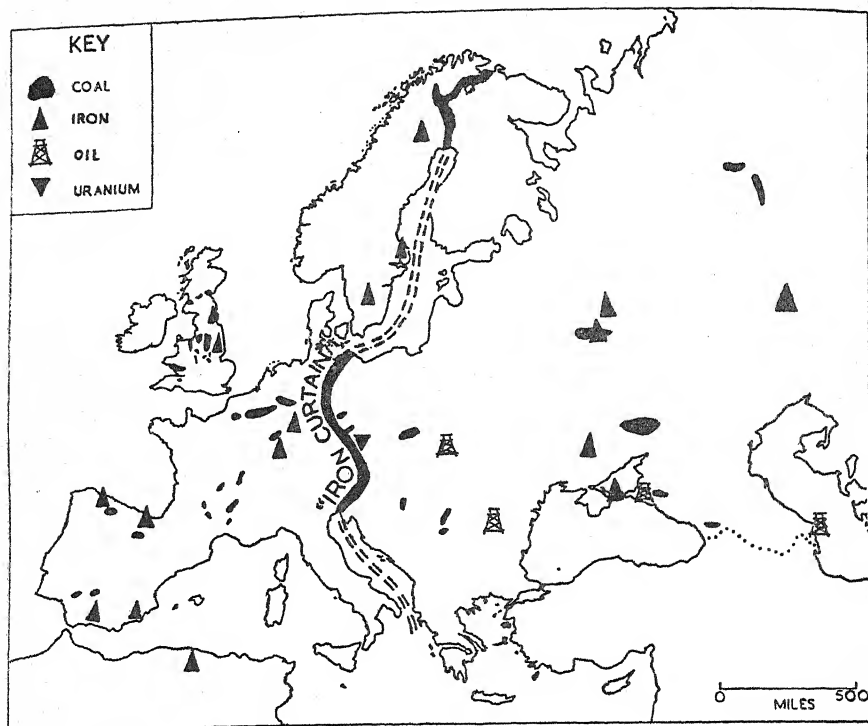 KEY
COAL
IRON
OIL
URANIUM
"IRON CURTAIN"
0 500
MILES